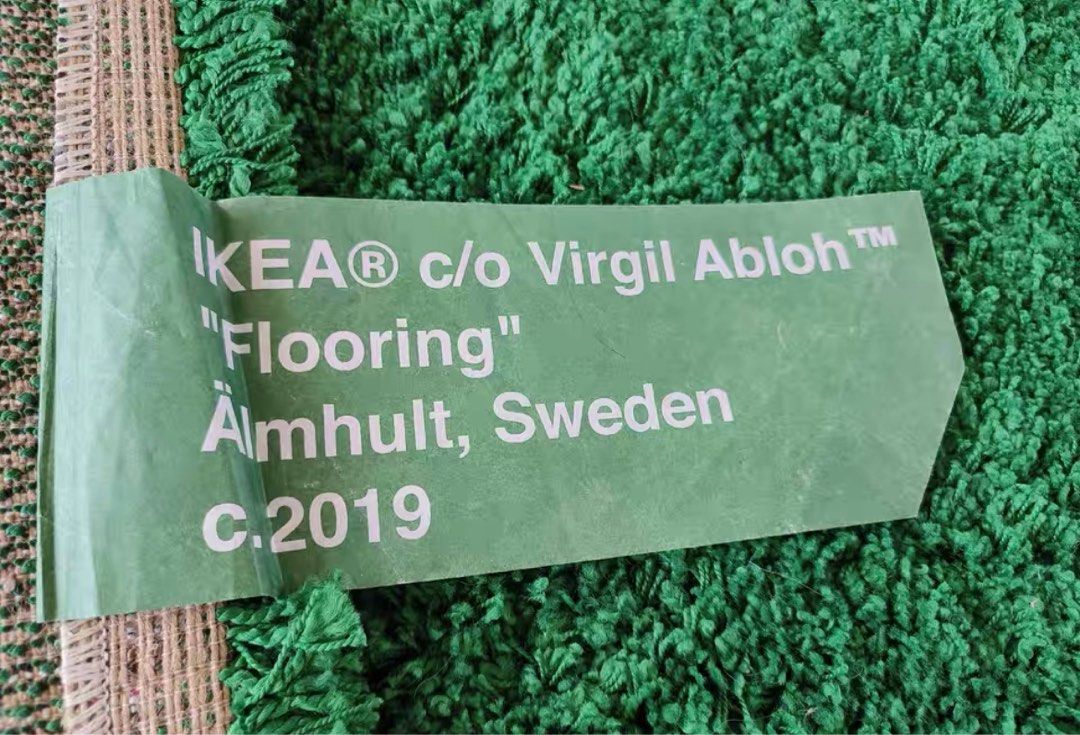 IKEA® c/o Virgil Abloh™
"Flooring"
Älmhult, Sweden
c.2019